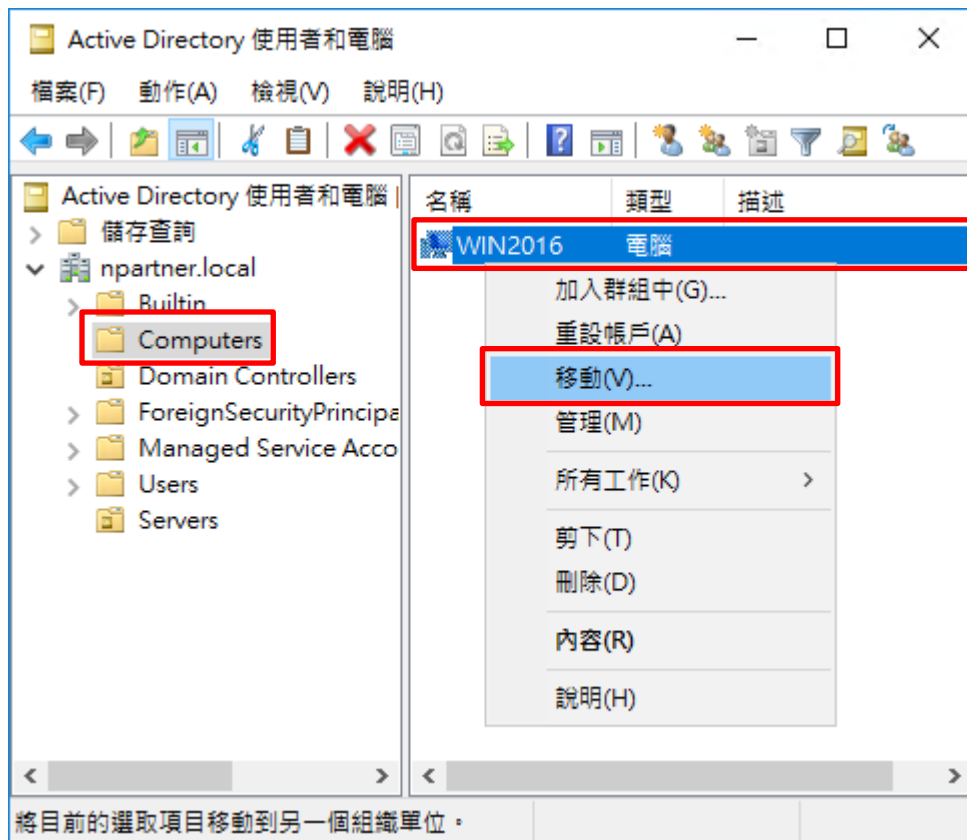 Active Directory 使用者和電腦
檔案(F) 動作(A) 檢視(V) 說明(H)
Active Directory 使用者和電腦
儲存查詢
npartner.local
Builtin
Computers
Domain Controllers
ForeignSecurityPrincipa
Managed Service Acco
Users
Servers
名稱 類型 描述
WIN2016 電腦
加入群組中(G)...
重設帳戶(A)
移動(V)...
管理(M)
所有工作(K)
剪下(T)
刪除(D)
內容(R)
說明(H)
將目前的選取項目移動到另一個組織單位。